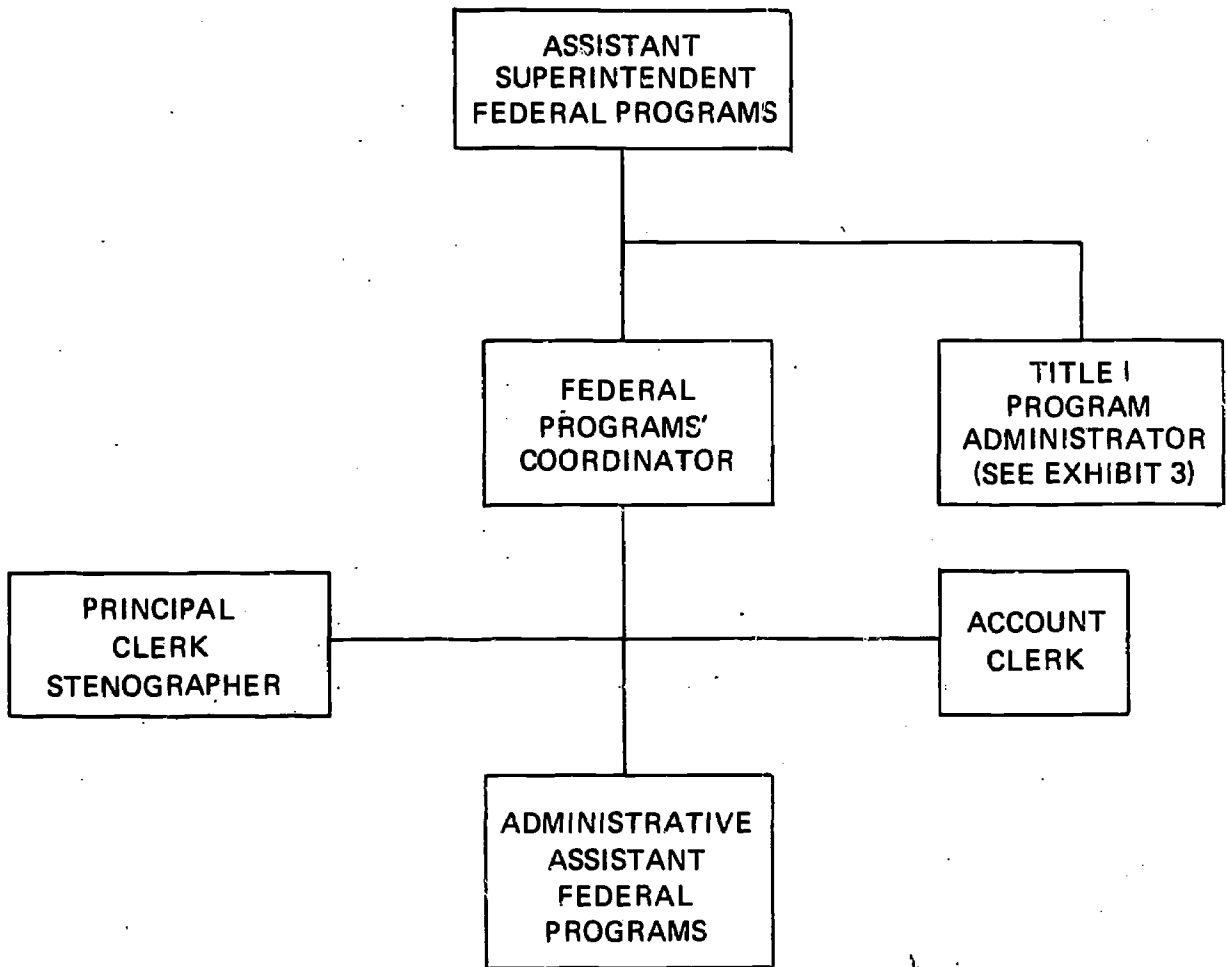 ASSISTANT
SUPERINTENDENT
FEDERAL PROGRAMS
FEDERAL
PROGRAMS'
COORDINATOR
TITLE I
PROGRAM
ADMINISTRATOR
(SEE EXHIBIT 3)
PRINCIPAL
CLERK
STENOGRAPHER
ACCOUNT
CLERK
ADMINISTRATIVE
ASSISTANT
FEDERAL
PROGRAMS